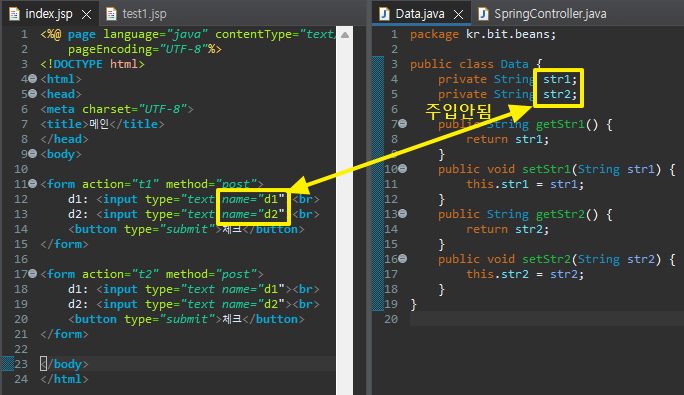 index.jsp
test1.jsp
1 <%@ page language="java" contentType="text/
2 pageEncoding="UTF-8"%>
3 <!DOCTYPE html>
4 <html>
5 <head>
6 <meta charset="UTF-8">
7 <title>메인</title>
8 </head>
9 <body>
10
11 <form action="t1" method="post">
12 d1: <input type="text name="d1" <br>
13 d2: <input type="text name="d2" <br>
14 <button type="submit">체크</button>
15 </form>
16
17 <form action="t2" method="post">
18 d1: <input type="text name="d1"><br>
19 d2: <input type="text name="d2"><br>
20 <button type="submit">체크</button>
21 </form>
22
23 </body>
24 </html>
주입안됨
Data.java
SpringController.java
1 package kr.bit.beans;
2
3 public class Data {
4 private String str1;
5 private String str2;
6
7 public String getStr1() {
8 return str1;
9 }
10 public void setStr1(String str1) {
11 this.str1 = str1;
12 }
13 public String getStr2() {
14 return str2;
15 }
16 public void setStr2(String str2) {
17 this.str2 = str2;
18 }
19 }
20